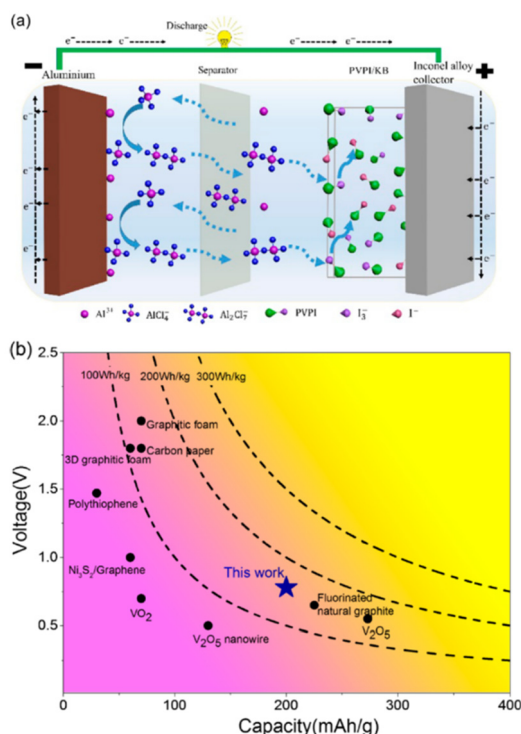 (a)
Discharge
e⁻ e⁻ e⁻ e⁻
− Aluminium Separator PVPI/KB Inconel alloy
collector +
e⁻ e⁻
e⁻ e⁻
e⁻ e⁻
e⁻ e⁻
Al³⁺ AlCl₄⁻ Al₂Cl₇⁻ PVPI I₃⁻ I⁻
(b)
2.5
100Wh/kg 200Wh/kg 300Wh/kg
2.0
Graphitic foam
3D graphitic foam Carbon paper
1.5
Polythiophene
1.0
Ni₃S₂/Graphene
This work
VO₂
Fluorinated
natural graphite
0.5
V₂O₅ nanowire
V₂O₅
0 100 200 300 400
Voltage(V)
Capacity(mAh/g)